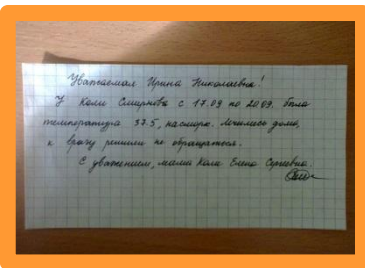 Уважаемая Ирина Николаевна!
У Коли Смирнова с 17.09 по 20.09. была
температура 37.5, насморк. Лечились дома,
к врачу решили не обращаться.
С уважением, мама Коли Елена Сергеевна.